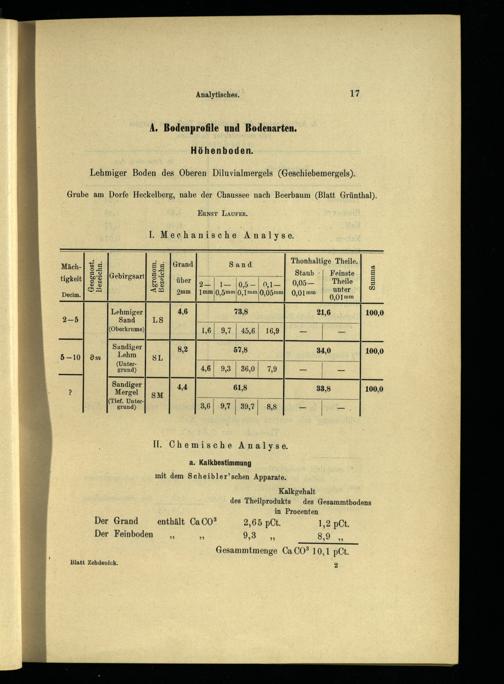 Analytisches. 17
A. Bodenprofile und Bodenarten.
Höhenboden.
Lehmiger Boden des Oberen Diluvialmergels (Geschiebemergels).
Grube am Dorfe Heckelberg, nahe der Chaussee nach Beerbaum (Blatt Grünthal).
ERNST LAUFER.
I. Mechanische Analyse.
Mäch-tigkeit Decim. Geognost. Bezeichn. Gebirgsart Agronom. Bezeichn. Grand über 2mm Sand 2—1mm 1—0,5mm 0,5—0,1mm 0,1—0,05mm Thonhaltige Theile. Staub 0,05—0,01mm Feinste Theile unter 0,01mm Summa
2—5 Lehmiger Sand (Oberkrume) LS 4,6 73,8 21,6 100,0
1,6 9,7 45,6 16,9 — —
5—10 ∂m Sandiger Lehm (Unter-grund) SL 8,2 57,8 34,0 100,0
4,6 9,3 36,0 7,9 — —
? Sandiger Mergel (Tief. Unter-grund) SM 4,4 61,8 33,8 100,0
3,6 9,7 39,7 8,8 — —
II. Chemische Analyse.
a. Kalkbestimmung
mit dem Scheibler'schen Apparate.
Kalkgehalt
des Theilprodukts des Gesammtbodens
in Procenten
Der Grand enthält CaCO³ 2,65 pCt. 1,2 pCt.
Der Feinboden „ „ 9,3 „ 8,9 „
Gesammtmenge CaCO³ 10,1 pCt.
Blatt Zehdenick. 2